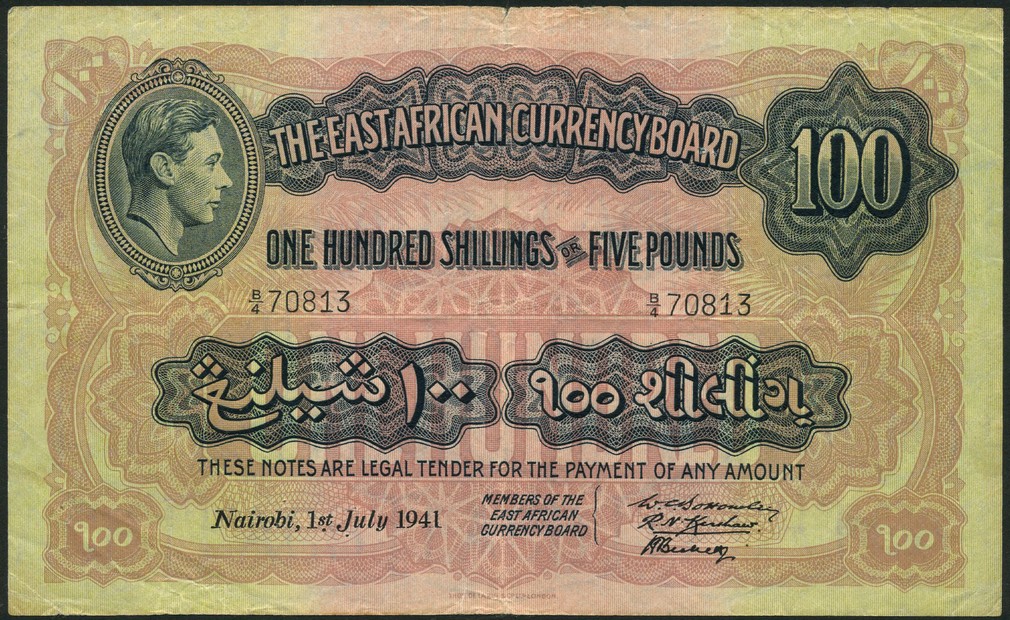 THE EAST AFRICAN CURRENCY BOARD
100
ONE HUNDRED SHILLINGS OR FIVE POUNDS
B/4 70813
B/4 70813
١٠٠ شيلنڠ
૧૦૦ શીલીંગ
THESE NOTES ARE LEGAL TENDER FOR THE PAYMENT OF ANY AMOUNT
Nairobi, 1st July 1941
MEMBERS OF THE
EAST AFRICAN
CURRENCY BOARD
૧૦૦
૧૦૦